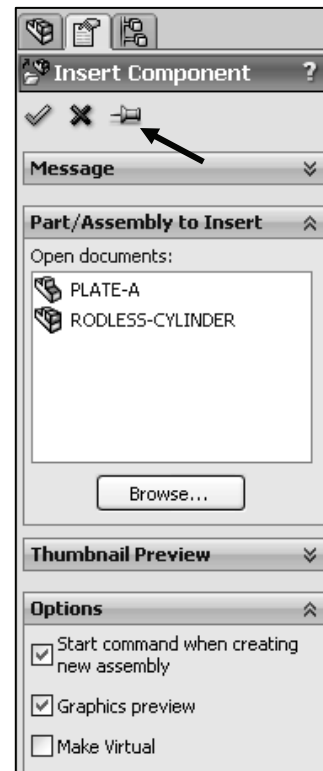 Insert Component ?
Message
Part/Assembly to Insert
Open documents:
PLATE-A
RODLESS-CYLINDER
Browse...
Thumbnail Preview
Options
Start command when creating
new assembly
Graphics preview
Make Virtual